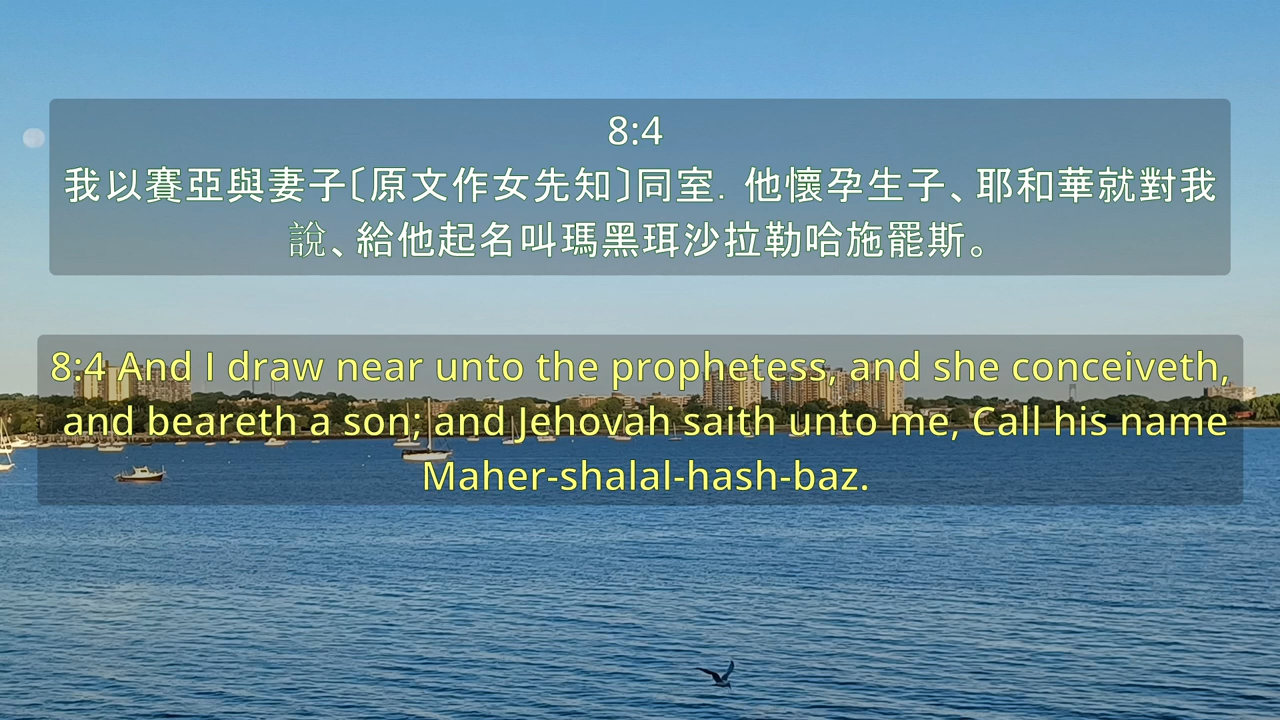 8:4
我以賽亞與妻子〔原文作女先知〕同室．他懷孕生子、耶和華就對我
說、給他起名叫瑪黑珥沙拉勒哈施罷斯。
8:4 And I draw near unto the prophetess, and she conceiveth,
and beareth a son; and Jehovah saith unto me, Call his name
Maher-shalal-hash-baz.